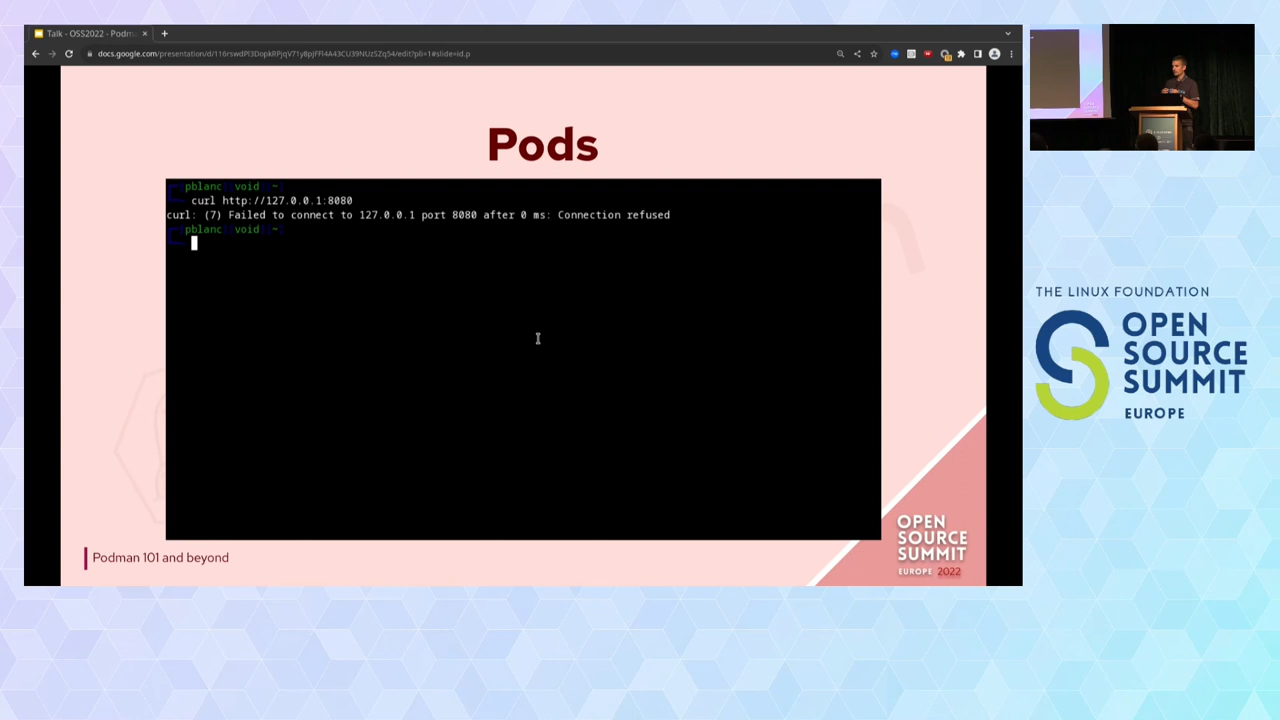 Talk - OSS2022 - Podma
docs.google.com/presentation/d/116rswdPl3DopkRPjqV71y8pjFFl4A43CU39NUzSZq54/edit?pli=1#slide=id.p
Pods
[pblanc][void][~]
curl http://127.0.0.1:8080
curl: (7) Failed to connect to 127.0.0.1 port 8080 after 0 ms: Connection refused
[pblanc][void][~]
Podman 101 and beyond
OPEN
SOURCE
SUMMIT
EUROPE 2022
THE LINUX FOUNDATION
OPEN
SOURCE
SUMMIT
EUROPE